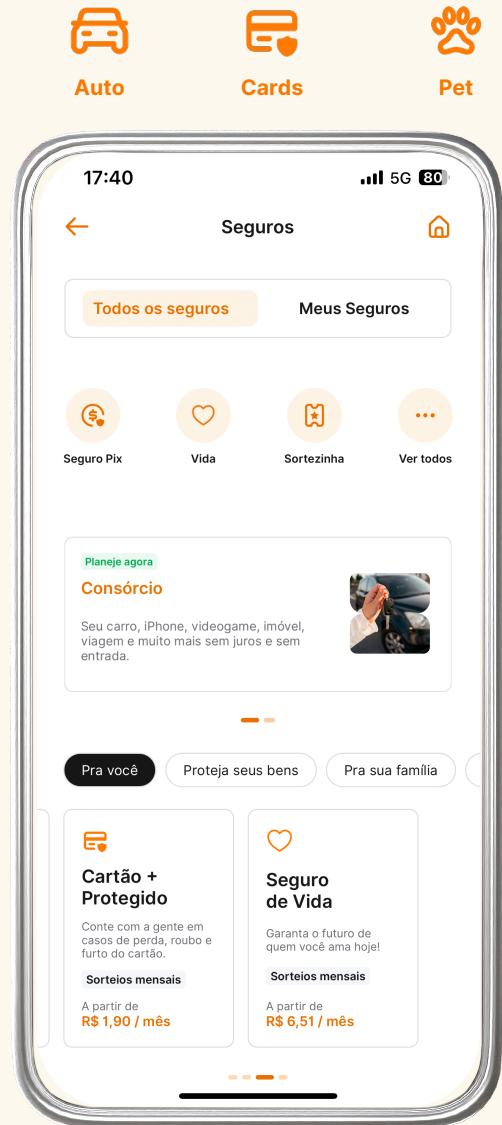 Auto
Cards
Pet
17:40
5G 80
Seguros
Todos os seguros
Meus Seguros
Seguro Pix
Vida
Sortezinha
Ver todos
Planeje agora
Consórcio
Seu carro, iPhone, videogame, imóvel,
viagem e muito mais sem juros e sem
entrada.
Pra você
Proteja seus bens
Pra sua família
Cartão +
Protegido
Conte com a gente em
casos de perda, roubo e
furto do cartão.
Sorteios mensais
A partir de
R$ 1,90 / mês
Seguro
de Vida
Garanta o futuro de
quem você ama hoje!
Sorteios mensais
A partir de
R$ 6,51 / mês